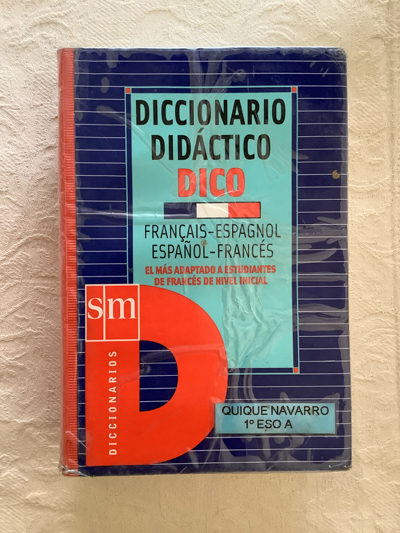 DICCIONARIO
DIDÁCTICO
DICO
FRANÇAIS-ESPAGNOL
ESPAÑOL-FRANCÉS
EL MÁS ADAPTADO A ESTUDIANTES
DE FRANCÉS DE NIVEL INICIAL
sm
DICCIONARIOS
QUIQUE NAVARRO
1º ESO A